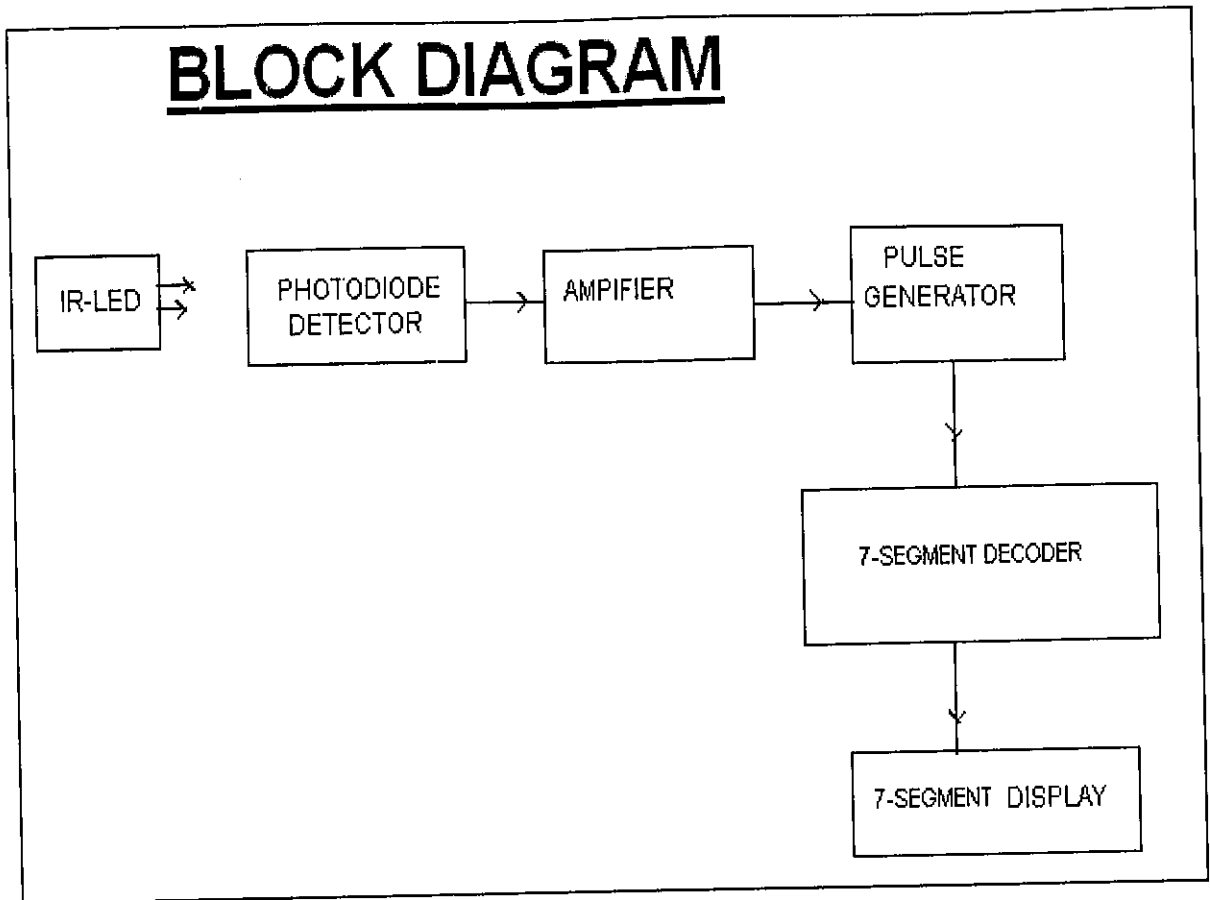 BLOCK DIAGRAM
IR-LED
PHOTODIODE
DETECTOR
AMPIFIER
PULSE
GENERATOR
7-SEGMENT DECODER
7-SEGMENT DISPLAY